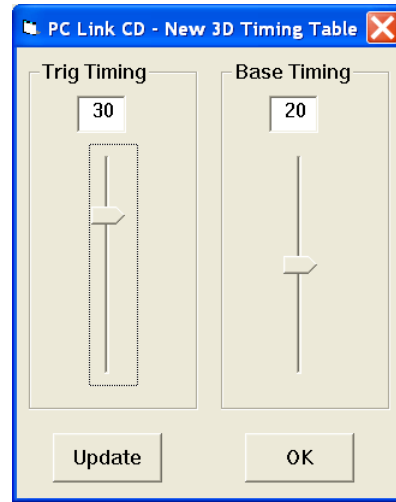 PC Link CD - New 3D Timing Table
Trig Timing
30
Base Timing
20
Update
OK